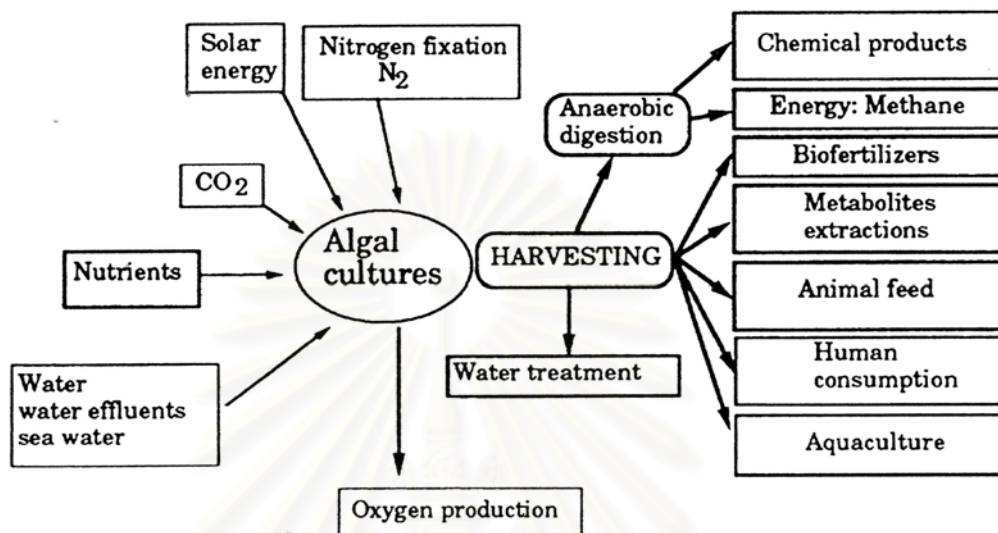 Solar
energy
Nitrogen fixation
N2
CO2
Nutrients
Water
water effluents
sea water
Algal
cultures
Oxygen production
HARVESTING
Anaerobic
digestion
Water treatment
Chemical products
Energy: Methane
Biofertilizers
Metabolites
extractions
Animal feed
Human
consumption
Aquaculture